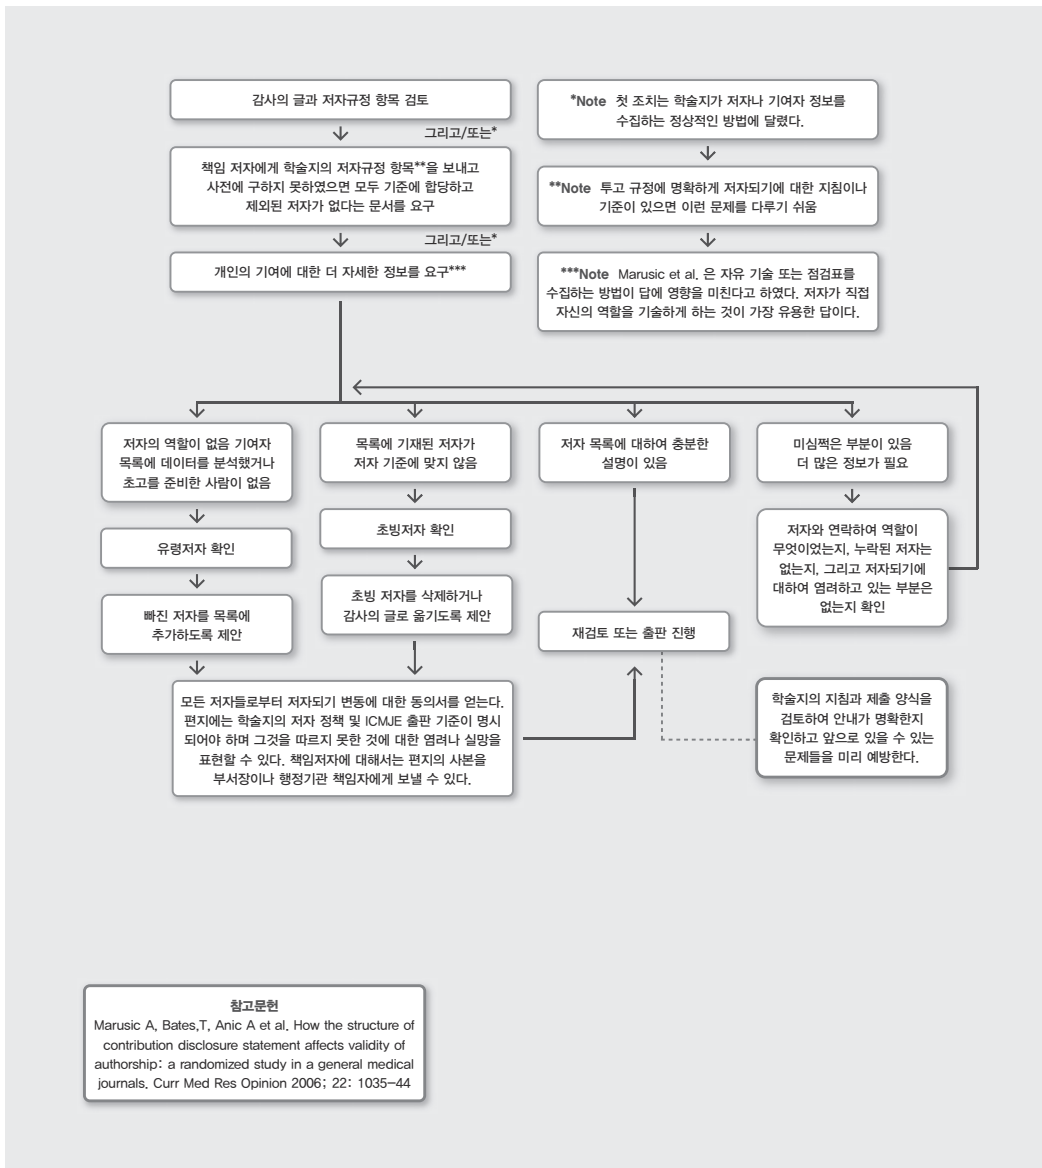 감사의 글과 저자규정 항목 검토
그리고/또는*
책임 저자에게 학술지의 저자규정 항목**을 보내고
사전에 구하지 못하였으면 모두 기준에 합당하고
제외된 저자가 없다는 문서를 요구
그리고/또는*
개인의 기여에 대한 더 자세한 정보를 요구***
*Note 첫 조치는 학술지가 저자나 기여자 정보를
수집하는 정상적인 방법에 달렸다.
**Note 투고 규정에 명확하게 저자되기에 대한 지침이나
기준이 있으면 이런 문제를 다루기 쉬움
***Note Marusic et al. 은 자유 기술 또는 점검표를
수집하는 방법이 답에 영향을 미친다고 하였다. 저자가 직접
자신의 역할을 기술하게 하는 것이 가장 유용한 답이다.
저자의 역할이 없음 기여자
목록에 데이터를 분석했거나
초고를 준비한 사람이 없음
유령저자 확인
빠진 저자를 목록에
추가하도록 제안
목록에 기재된 저자가
저자 기준에 맞지 않음
초빙저자 확인
초빙 저자를 삭제하거나
감사의 글로 옮기도록 제안
모든 저자들로부터 저자되기 변동에 대한 동의서를 얻는다.
편지에는 학술지의 저자 정책 및 ICMJE 출판 기준이 명시
되어야 하며 그것을 따르지 못한 것에 대한 염려나 실망을
표현할 수 있다. 책임저자에 대해서는 편지의 사본을
부서장이나 행정기관 책임자에게 보낼 수 있다.
저자 목록에 대하여 충분한
설명이 있음
재검토 또는 출판 진행
미심쩍은 부분이 있음
더 많은 정보가 필요
저자와 연락하여 역할이
무엇이었는지, 누락된 저자는
없는지, 그리고 저자되기에
대하여 염려하고 있는 부분은
없는지 확인
학술지의 지침과 제출 양식을
검토하여 안내가 명확한지
확인하고 앞으로 있을 수 있는
문제들을 미리 예방한다.
참고문헌
Marusic A, Bates,T, Anic A et al. How the structure of
contribution disclosure statement affects validity of
authorship: a randomized study in a general medical
journals. Curr Med Res Opinion 2006; 22: 1035-44